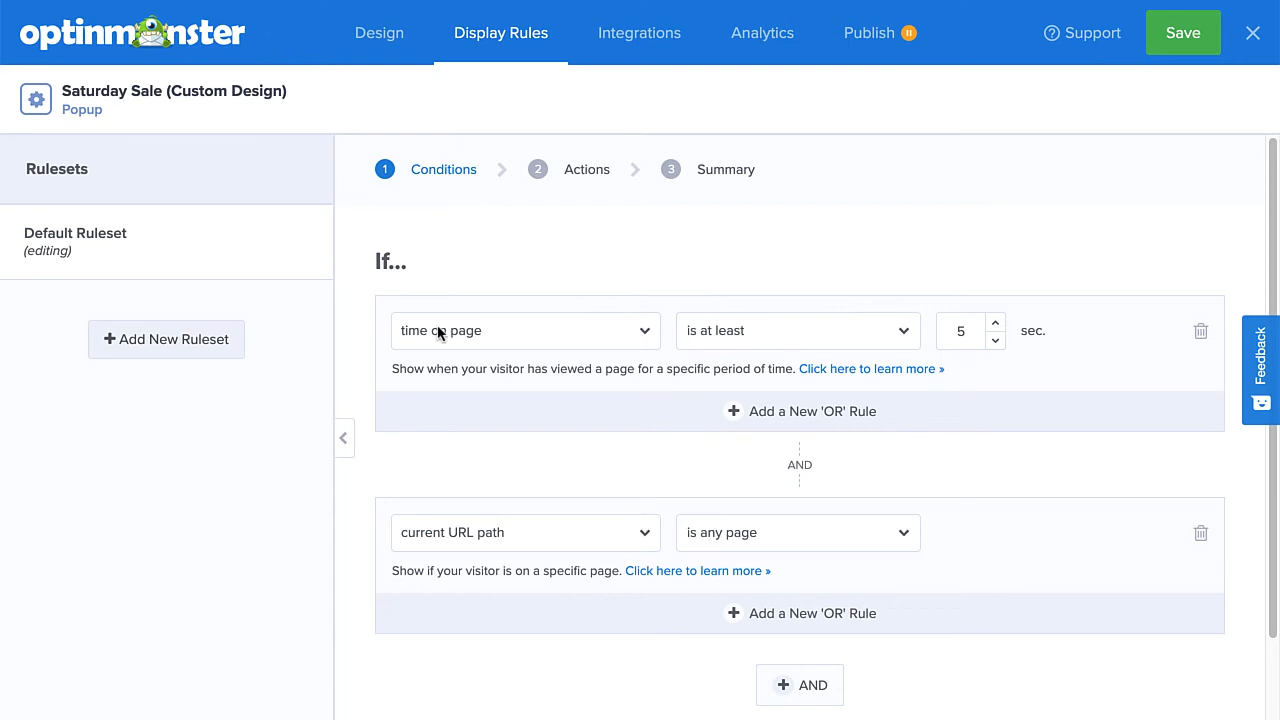 optinmonster
Design
Display Rules
Integrations
Analytics
Publish
Support
Save
Saturday Sale (Custom Design)
Popup
Rulesets
Default Ruleset
(editing)
+ Add New Ruleset
1 Conditions
2 Actions
3 Summary
If...
time on page
is at least
5
sec.
Show when your visitor has viewed a page for a specific period of time. Click here to learn more »
+ Add a New 'OR' Rule
AND
current URL path
is any page
Show if your visitor is on a specific page. Click here to learn more »
+ Add a New 'OR' Rule
+ AND
Feedback